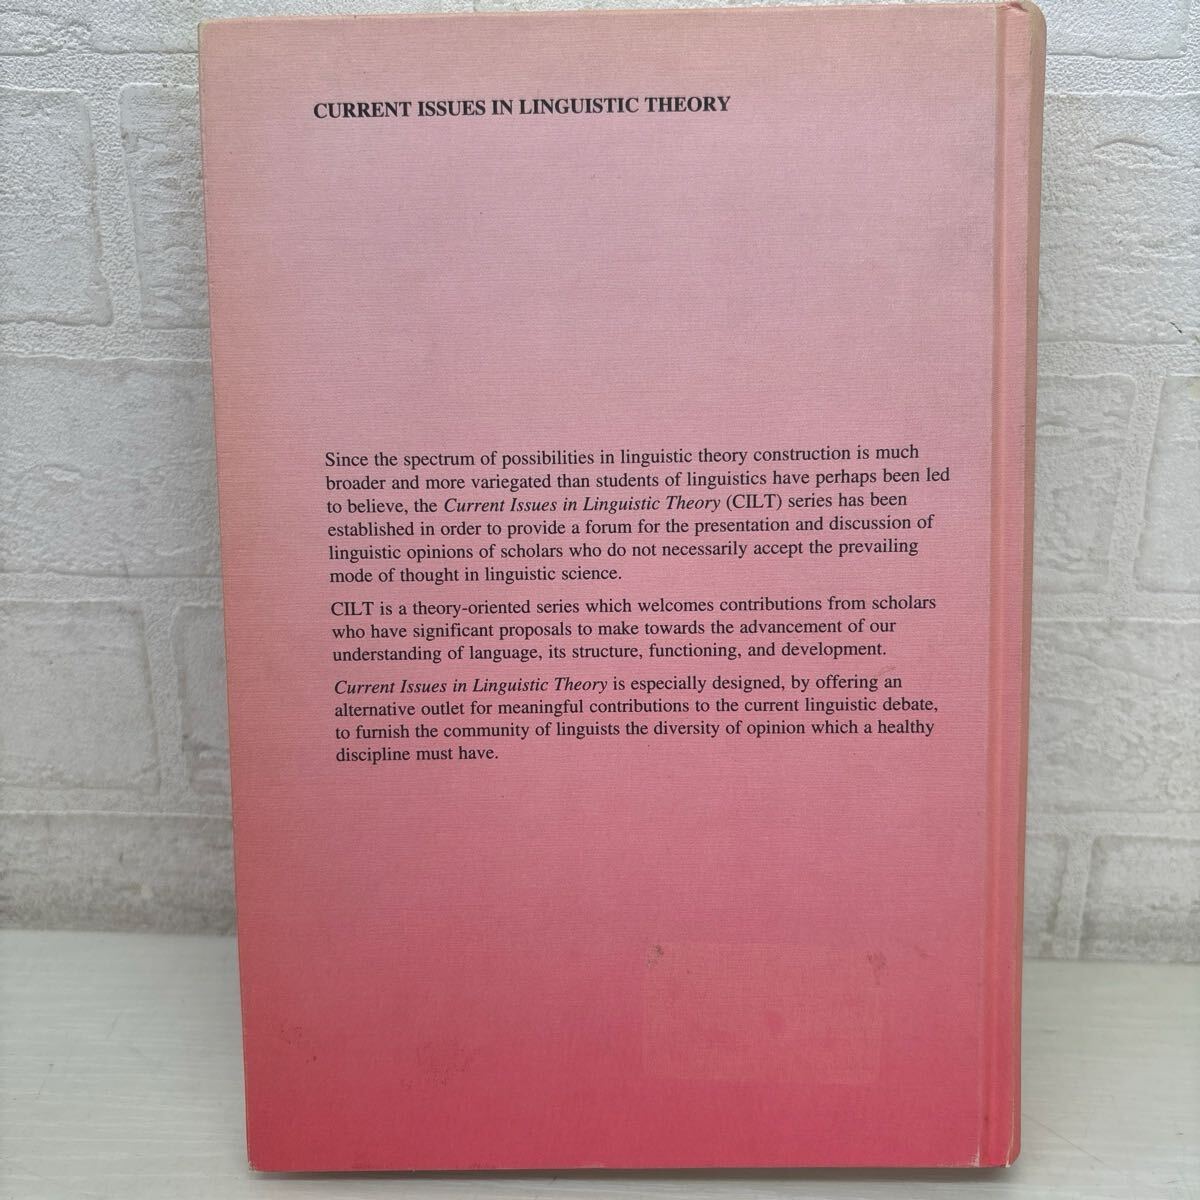 CURRENT ISSUES IN LINGUISTIC THEORY
Since the spectrum of possibilities in linguistic theory construction is much
broader and more variegated than students of linguistics have perhaps been led
to believe, the Current Issues in Linguistic Theory (CILT) series has been
established in order to provide a forum for the presentation and discussion of
linguistic opinions of scholars who do not necessarily accept the prevailing
mode of thought in linguistic science.
CILT is a theory-oriented series which welcomes contributions from scholars
who have significant proposals to make towards the advancement of our
understanding of language, its structure, functioning, and development.
Current Issues in Linguistic Theory is especially designed, by offering an
alternative outlet for meaningful contributions to the current linguistic debate,
to furnish the community of linguists the diversity of opinion which a healthy
discipline must have.